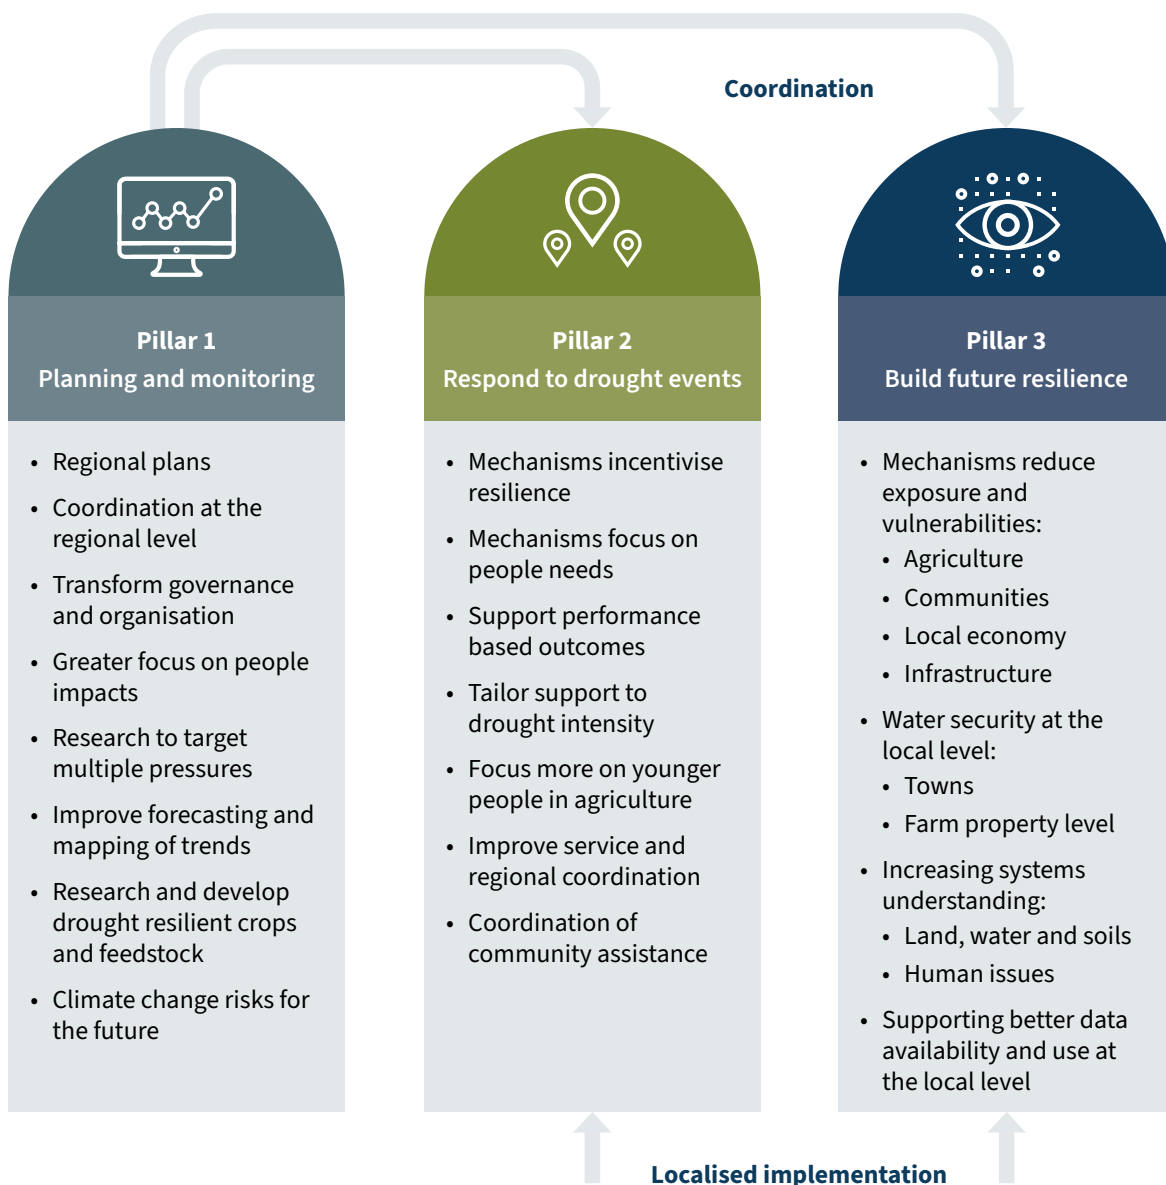 Coordination
Pillar 1
Planning and monitoring
• Regional plans
• Coordination at the
regional level
• Transform governance
and organisation
• Greater focus on people
impacts
• Research to target
multiple pressures
• Improve forecasting and
mapping of trends
• Research and develop
drought resilient crops
and feedstock
• Climate change risks for
the future
Pillar 2
Respond to drought events
• Mechanisms incentivise
resilience
• Mechanisms focus on
people needs
• Support performance
based outcomes
• Tailor support to
drought intensity
• Focus more on younger
people in agriculture
• Improve service and
regional coordination
• Coordination of
community assistance
Pillar 3
Build future resilience
• Mechanisms reduce
exposure and
vulnerabilities:
• Agriculture
• Communities
• Local economy
• Infrastructure
• Water security at the
local level:
• Towns
• Farm property level
• Increasing systems
understanding:
• Land, water and soils
• Human issues
• Supporting better data
availability and use at
the local level
Localised implementation